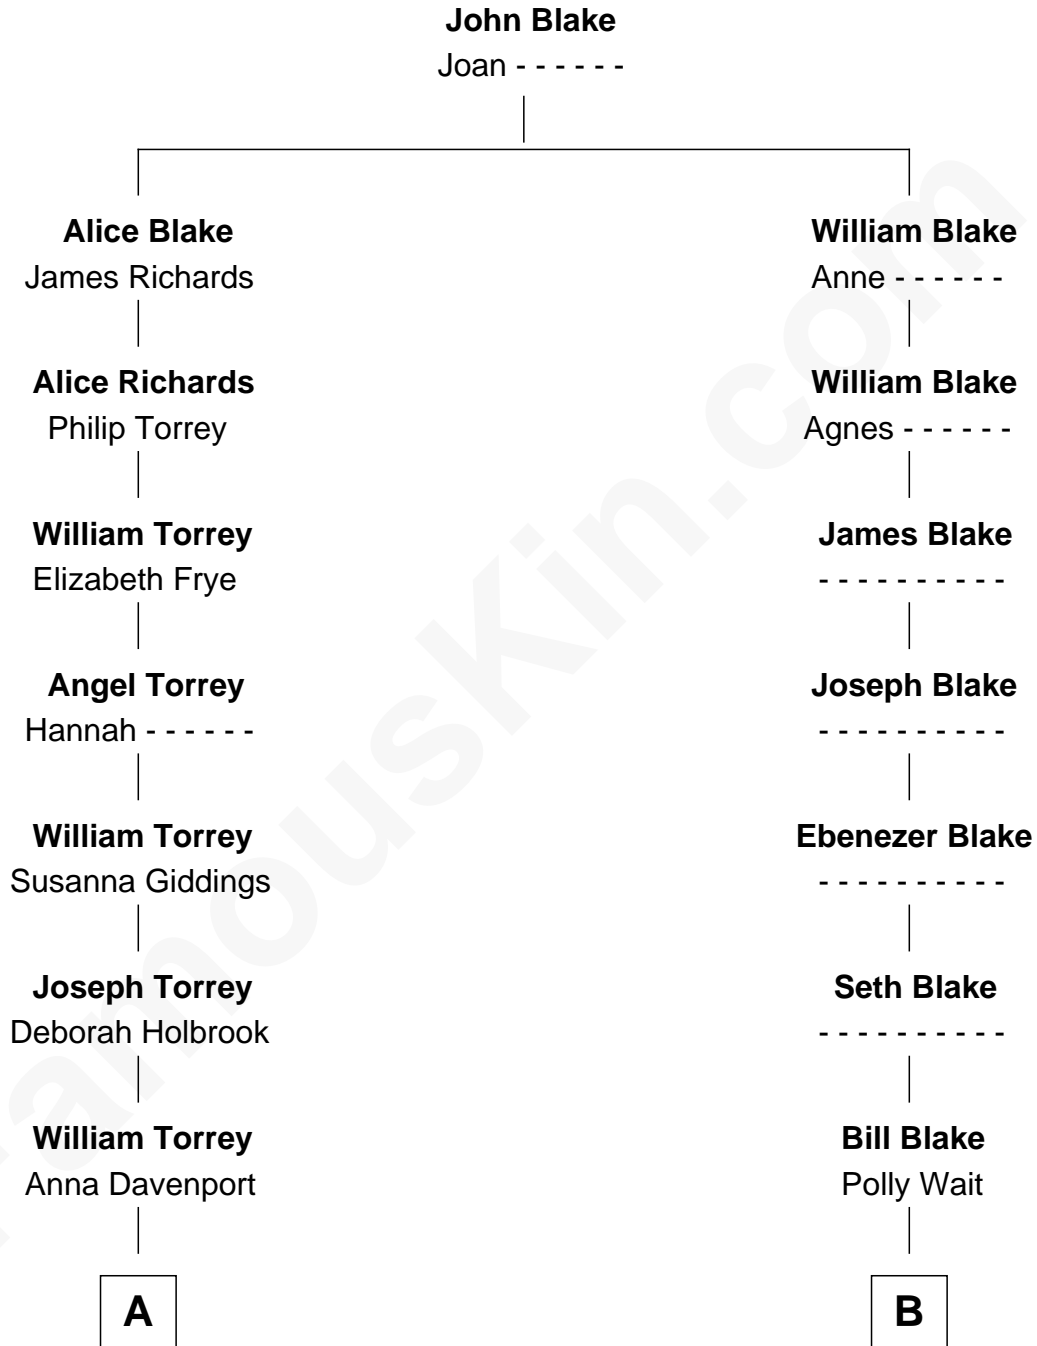 John Blake
Joan - - - - - -
Alice Blake
James Richards
William Blake
Anne - - - - - -
Alice Richards
Philip Torrey
William Blake
Agnes - - - - - -
William Torrey
Elizabeth Frye
James Blake
- - - - - - - - - -
Angel Torrey
Hannah - - - - - -
Joseph Blake
- - - - - - - - - -
William Torrey
Susanna Giddings
Ebenezer Blake
- - - - - - - - - -
Joseph Torrey
Deborah Holbrook
Seth Blake
- - - - - - - - - -
William Torrey
Anna Davenport
Bill Blake
Polly Wait
A
B
FamousKin.com